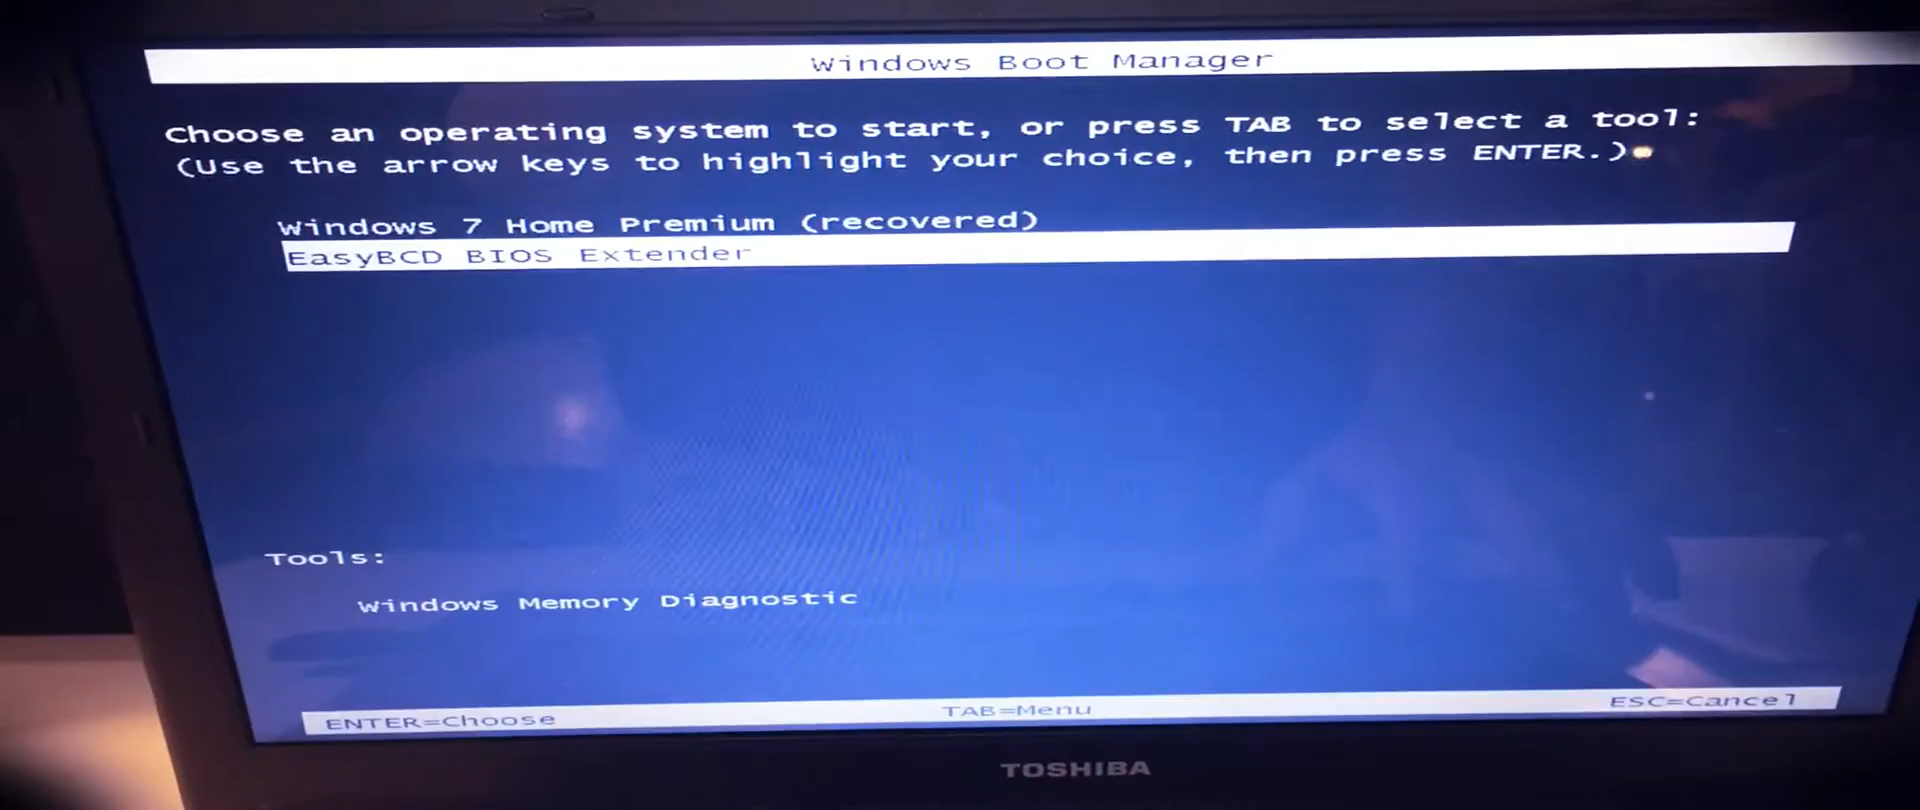 Windows Boot Manager
Choose an operating system to start, or press TAB to select a tool:
(Use the arrow keys to highlight your choice, then press ENTER.)
Windows 7 Home Premium (recovered)
EasyBCD BIOS Extender
Tools:
Windows Memory Diagnostic
ENTER=Choose TAB=Menu ESC=Cancel
TOSHIBA